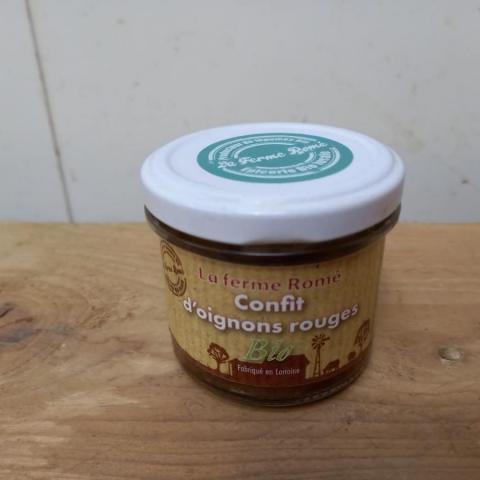 La Ferme Romé
La ferme Romé
Confit
d'oignons rouges
Bio
Fabriqué en Lorraine